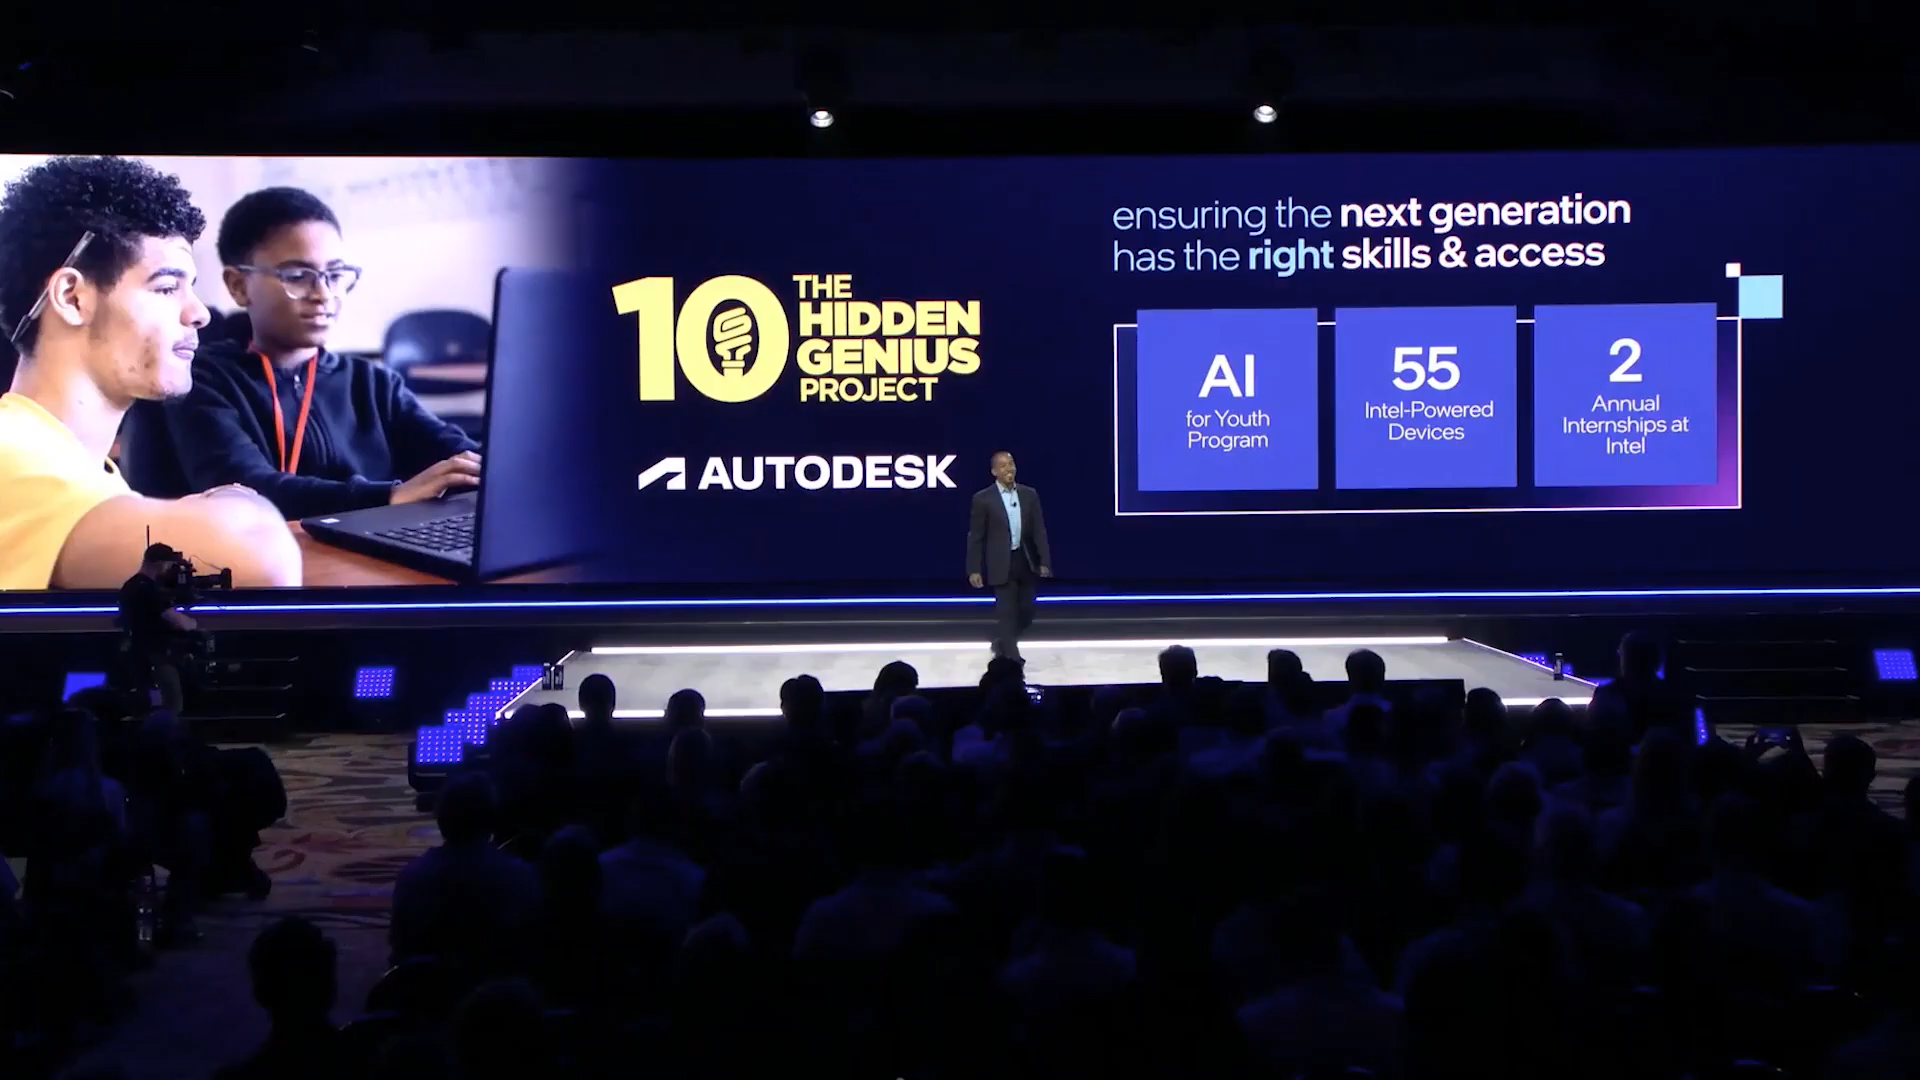 10 THE
HIDDEN
GENIUS
PROJECT
AUTODESK
ensuring the next generation
has the right skills & access
AI
for Youth
Program
55
Intel-Powered
Devices
2
Annual
Internships at
Intel